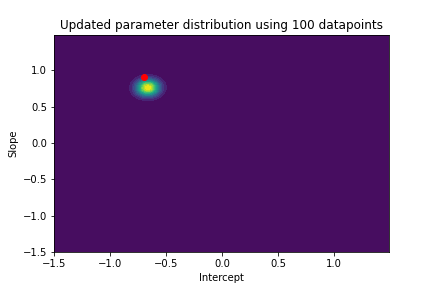 Updated parameter distribution using 100 datapoints
1.0
0.5
0.0
−0.5
−1.0
−1.5
Slope
−1.5 −1.0 −0.5 0.0 0.5 1.0
Intercept